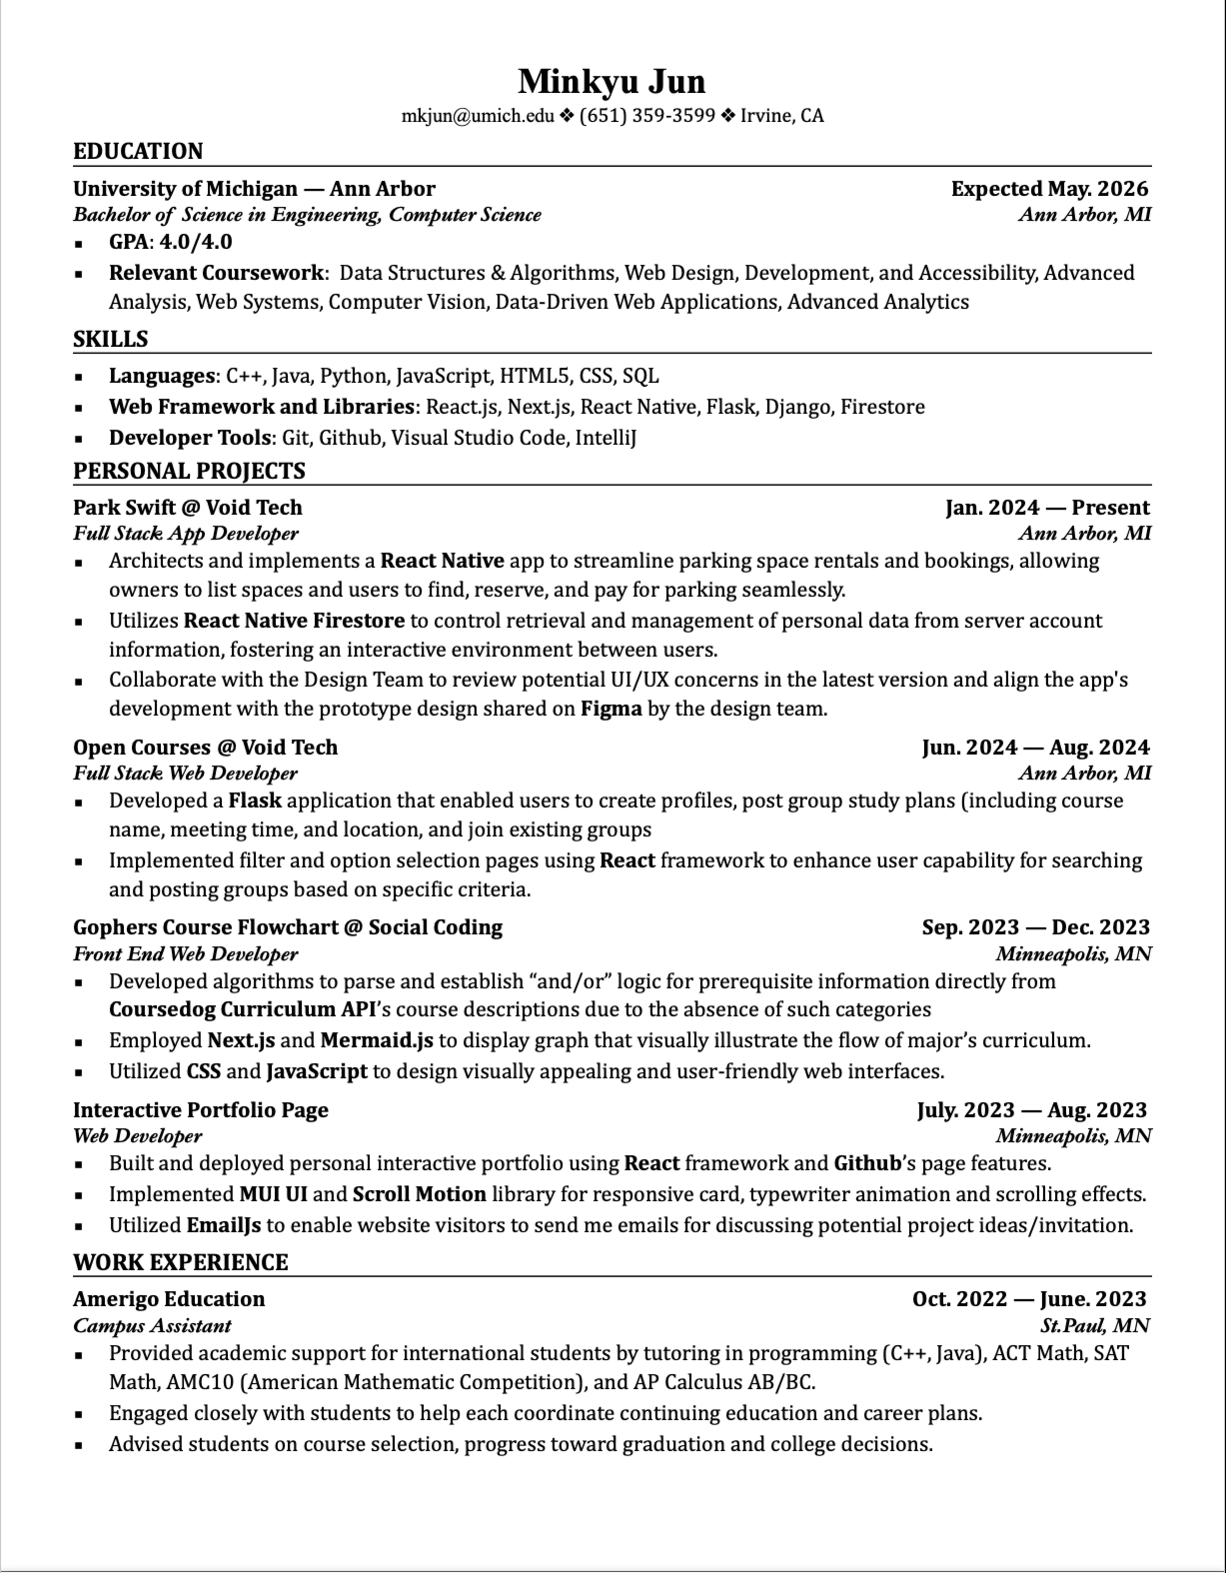 Minkyu Jun
mkjun@umich.edu ❖ (651) 359-3599 ❖ Irvine, CA
EDUCATION
University of Michigan — Ann Arbor Expected May. 2026
Bachelor of Science in Engineering, Computer Science Ann Arbor, MI
▪ GPA: 4.0/4.0
▪ Relevant Coursework: Data Structures & Algorithms, Web Design, Development, and Accessibility, Advanced
Analysis, Web Systems, Computer Vision, Data-Driven Web Applications, Advanced Analytics
SKILLS
▪ Languages: C++, Java, Python, JavaScript, HTML5, CSS, SQL
▪ Web Framework and Libraries: React.js, Next.js, React Native, Flask, Django, Firestore
▪ Developer Tools: Git, Github, Visual Studio Code, IntelliJ
PERSONAL PROJECTS
Park Swift @ Void Tech Jan. 2024 — Present
Full Stack App Developer Ann Arbor, MI
▪ Architects and implements a React Native app to streamline parking space rentals and bookings, allowing
owners to list spaces and users to find, reserve, and pay for parking seamlessly.
▪ Utilizes React Native Firestore to control retrieval and management of personal data from server account
information, fostering an interactive environment between users.
▪ Collaborate with the Design Team to review potential UI/UX concerns in the latest version and align the app's
development with the prototype design shared on Figma by the design team.
Open Courses @ Void Tech Jun. 2024 — Aug. 2024
Full Stack Web Developer Ann Arbor, MI
▪ Developed a Flask application that enabled users to create profiles, post group study plans (including course
name, meeting time, and location, and join existing groups
▪ Implemented filter and option selection pages using React framework to enhance user capability for searching
and posting groups based on specific criteria.
Gophers Course Flowchart @ Social Coding Sep. 2023 — Dec. 2023
Front End Web Developer Minneapolis, MN
▪ Developed algorithms to parse and establish “and/or” logic for prerequisite information directly from
Coursedog Curriculum API’s course descriptions due to the absence of such categories
▪ Employed Next.js and Mermaid.js to display graph that visually illustrate the flow of major’s curriculum.
▪ Utilized CSS and JavaScript to design visually appealing and user-friendly web interfaces.
Interactive Portfolio Page July. 2023 — Aug. 2023
Web Developer Minneapolis, MN
▪ Built and deployed personal interactive portfolio using React framework and Github’s page features.
▪ Implemented MUI UI and Scroll Motion library for responsive card, typewriter animation and scrolling effects.
▪ Utilized EmailJs to enable website visitors to send me emails for discussing potential project ideas/invitation.
WORK EXPERIENCE
Amerigo Education Oct. 2022 — June. 2023
Campus Assistant St.Paul, MN
▪ Provided academic support for international students by tutoring in programming (C++, Java), ACT Math, SAT
Math, AMC10 (American Mathematic Competition), and AP Calculus AB/BC.
▪ Engaged closely with students to help each coordinate continuing education and career plans.
▪ Advised students on course selection, progress toward graduation and college decisions.